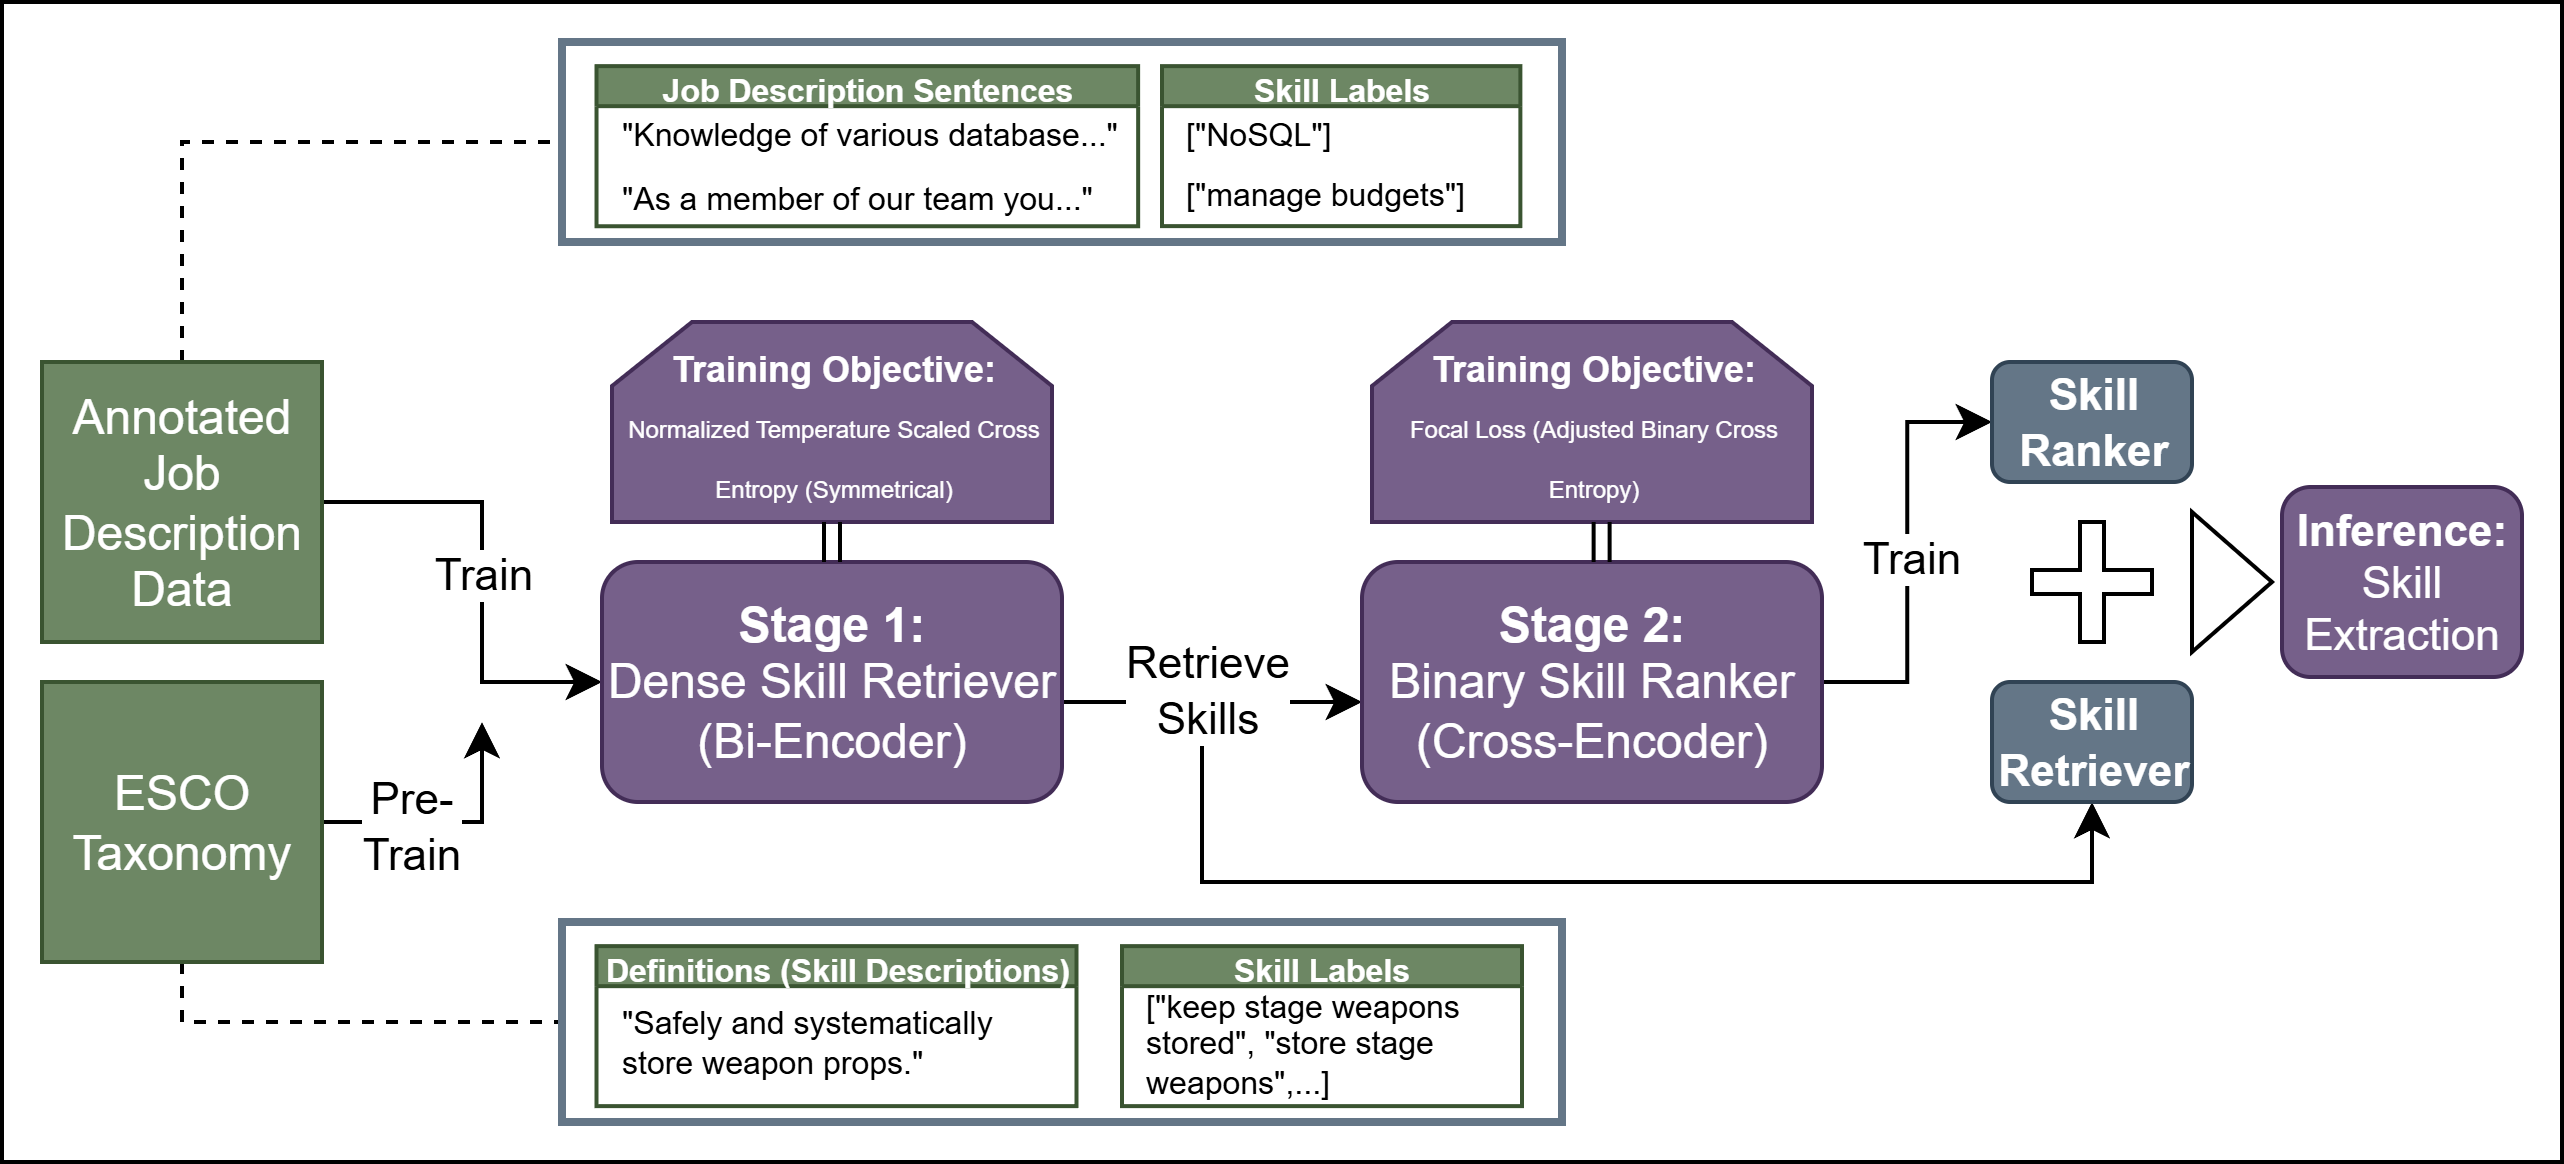 Job Description Sentences
"Knowledge of various database..."
"As a member of our team you..."
Skill Labels
["NoSQL"]
["manage budgets"]
Annotated
Job
Description
Data
Train
ESCO
Taxonomy
Pre-
Train
Training Objective:
Normalized Temperature Scaled Cross
Entropy (Symmetrical)
Stage 1:
Dense Skill Retriever
(Bi-Encoder)
Retrieve
Skills
Training Objective:
Focal Loss (Adjusted Binary Cross
Entropy)
Stage 2:
Binary Skill Ranker
(Cross-Encoder)
Train
Skill
Ranker
Skill
Retriever
Inference:
Skill
Extraction
Definitions (Skill Descriptions)
"Safely and systematically
store weapon props."
Skill Labels
["keep stage weapons
stored", "store stage
weapons",...]